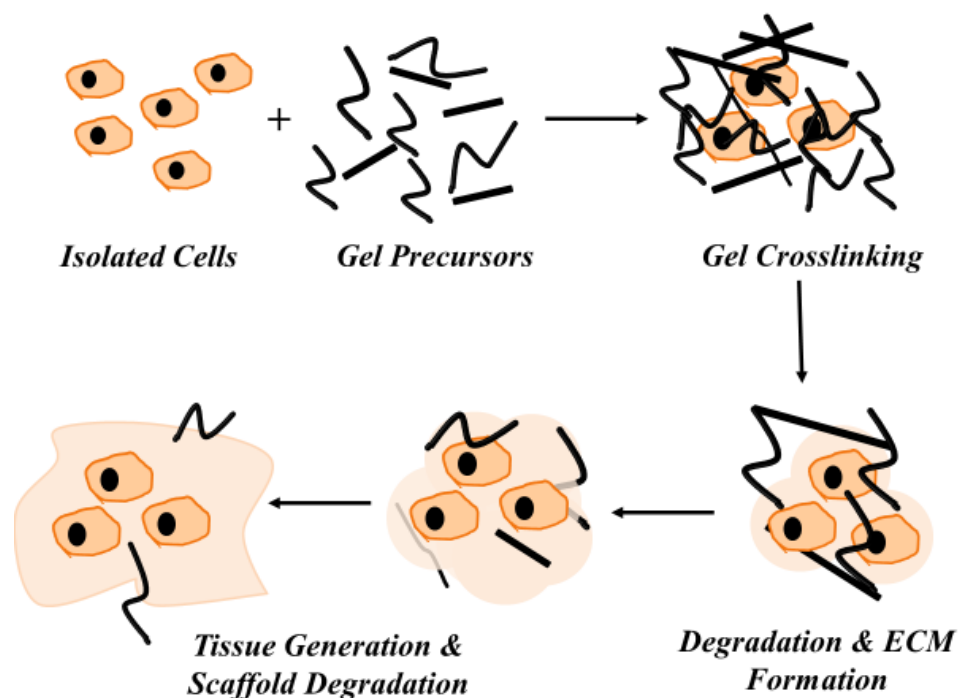 +
Isolated Cells
Gel Precursors
Gel Crosslinking
Tissue Generation &
Scaffold Degradation
Degradation & ECM
Formation